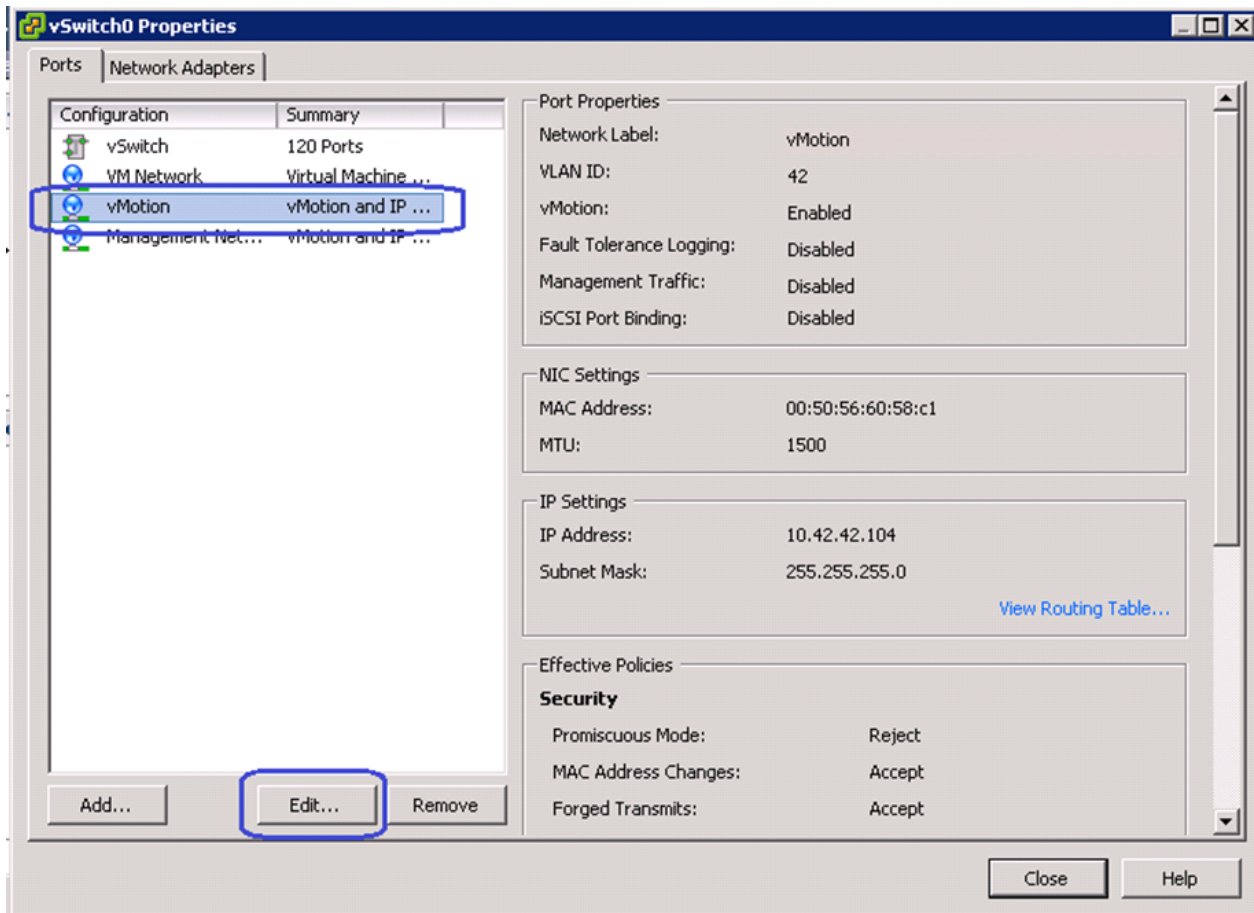 vSwitch0 Properties
Ports Network Adapters
Configuration Summary
vSwitch 120 Ports
VM Network Virtual Machine ...
vMotion vMotion and IP ...
Management Net... vMotion and IP ...
Add... Edit... Remove
Port Properties
Network Label: vMotion
VLAN ID: 42
vMotion: Enabled
Fault Tolerance Logging: Disabled
Management Traffic: Disabled
iSCSI Port Binding: Disabled
NIC Settings
MAC Address: 00:50:56:60:58:c1
MTU: 1500
IP Settings
IP Address: 10.42.42.104
Subnet Mask: 255.255.255.0
View Routing Table...
Effective Policies
Security
Promiscuous Mode: Reject
MAC Address Changes: Accept
Forged Transmits: Accept
Close Help